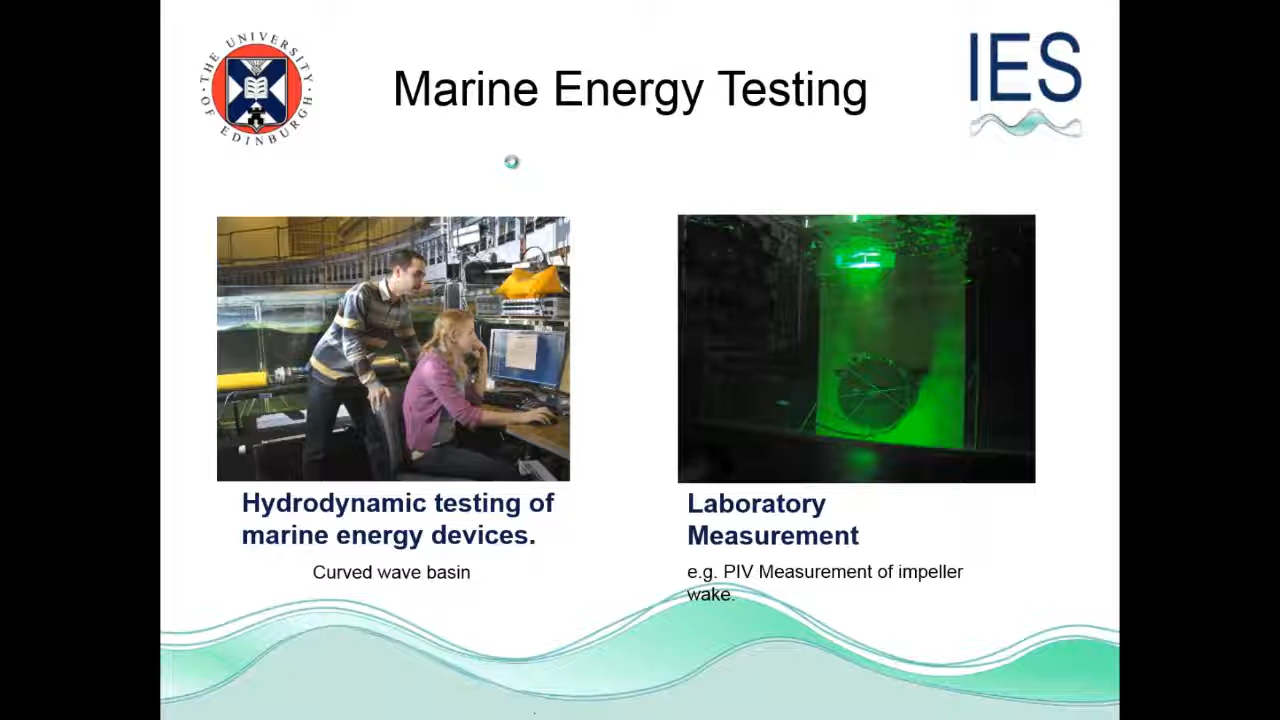 THE UNIVERSITY OF EDINBURGH
Marine Energy Testing
IES
Hydrodynamic testing of
marine energy devices.
Curved wave basin
Laboratory
Measurement
e.g. PIV Measurement of impeller
wake.